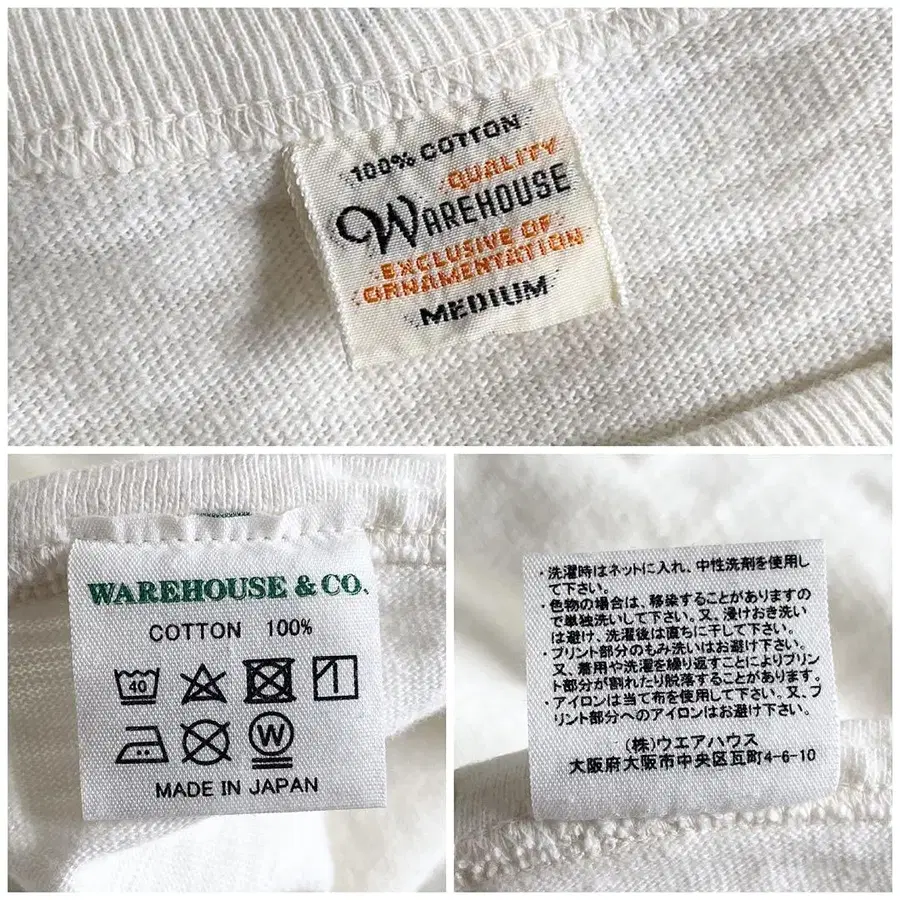 100% COTTON
QUALITY
WAREHOUSE
EXCLUSIVE OF
ORNAMENTATION
MEDIUM
WAREHOUSE & CO.
COTTON 100%
40
W
MADE IN JAPAN
・洗濯時はネットに入れ、中性洗剤を使用し
て下さい。
・色物の場合は、移染することがありますの
で単独洗いして下さい。又、浸けおき洗い
は避け、洗濯後は直ちに干して下さい。
・プリント部分のもみ洗いはお避け下さい。
又、着用や洗濯を繰り返すことによりプリン
ト部分が割れたり脱落することがあります。
・アイロンは当て布を使用して下さい。又、プ
リント部分へのアイロンはお避け下さい。
(株)ウエアハウス
大阪府大阪市中央区瓦町4-6-10